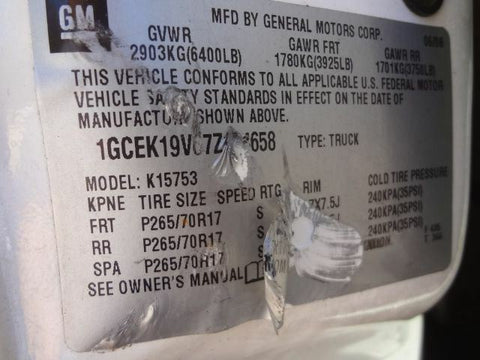 GM
MFD BY GENERAL MOTORS CORP.
GVWR GAWR FRT GAWR RR
2903KG(6400LB) 1780KG(3925LB) 1701KG(3750LB)
THIS VEHICLE CONFORMS TO ALL APPLICABLE U.S. FEDERAL MOTOR
VEHICLE SAFETY STANDARDS IN EFFECT ON THE DATE OF
MANUFACTURE SHOWN ABOVE.
TYPE: TRUCK
MODEL: K15753
KPNE TIRE SIZE SPEED RTG RIM COLD TIRE PRESSURE
FRT P265/70R17 S 240KPA(35PSI)
RR P265/70R17 S 240KPA(35PSI)
SPA P265/70R17 S 240KPA(35PSI)
SEE OWNER'S MANUAL